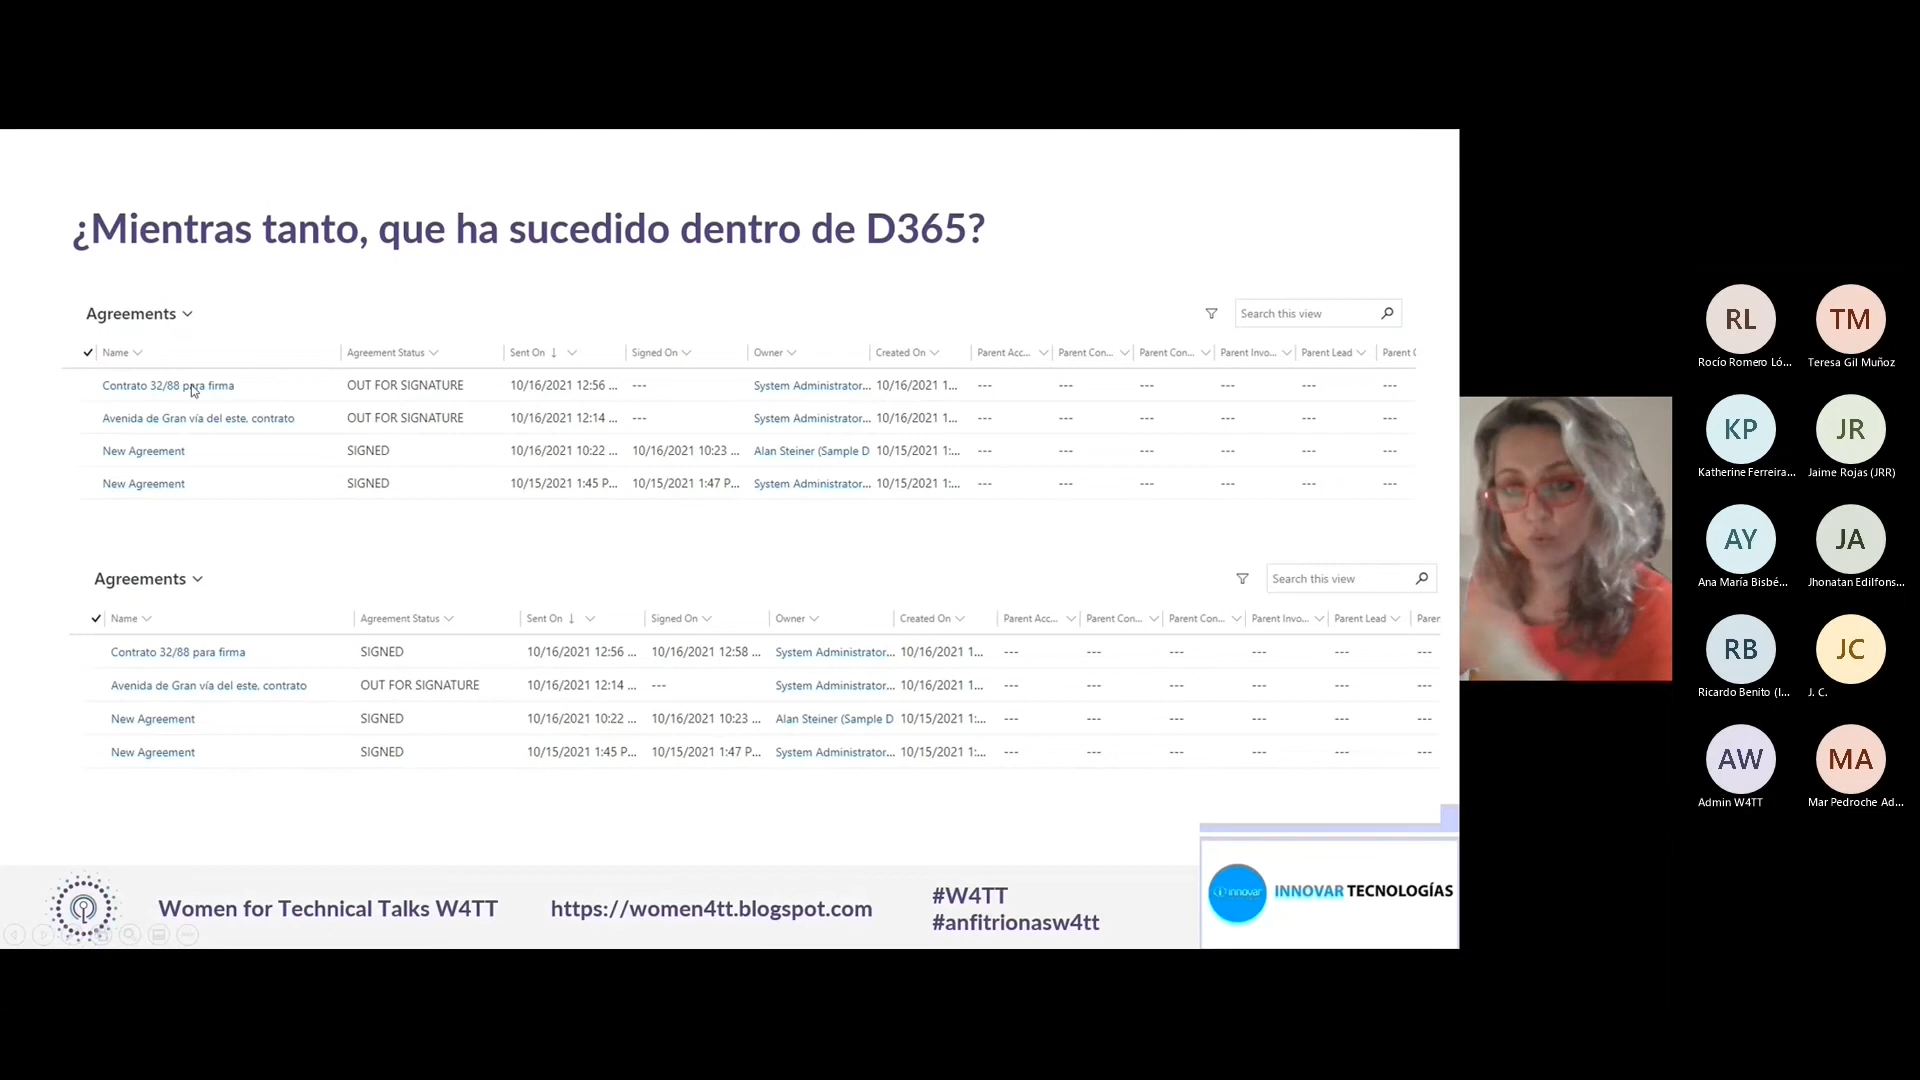 ¿Mientras tanto, que ha sucedido dentro de D365?
Agreements
Search this view
Name Agreement Status Sent On Signed On Owner Created On Parent Acc... Parent Con... Parent Con... Parent Invo... Parent Lead Parent
Contrato 32/88 para firma OUT FOR SIGNATURE 10/16/2021 12:56 ... --- System Administrator... 10/16/2021 1... --- --- --- --- --- ---
Avenida de Gran vía del este, contrato OUT FOR SIGNATURE 10/16/2021 12:14 ... --- System Administrator... 10/16/2021 1... --- --- --- --- --- ---
New Agreement SIGNED 10/16/2021 10:22 ... 10/16/2021 10:23 ... Alan Steiner (Sample D 10/15/2021 1:... --- --- --- --- --- ---
New Agreement SIGNED 10/15/2021 1:45 P... 10/15/2021 1:47 P... System Administrator... 10/15/2021 1:... --- --- --- --- --- ---
Agreements
Search this view
Name Agreement Status Sent On Signed On Owner Created On Parent Acc... Parent Con... Parent Con... Parent Invo... Parent Lead Paren
Contrato 32/88 para firma SIGNED 10/16/2021 12:56 ... 10/16/2021 12:58 ... System Administrator... 10/16/2021 1... --- --- --- --- --- ---
Avenida de Gran vía del este, contrato OUT FOR SIGNATURE 10/16/2021 12:14 ... --- System Administrator... 10/16/2021 1... --- --- --- --- --- ---
New Agreement SIGNED 10/16/2021 10:22 ... 10/16/2021 10:23 ... Alan Steiner (Sample D 10/15/2021 1:... --- --- --- --- --- ---
New Agreement SIGNED 10/15/2021 1:45 P... 10/15/2021 1:47 P... System Administrator... 10/15/2021 1:... --- --- --- --- --- ---
Women for Technical Talks W4TT
https://women4tt.blogspot.com
#W4TT
#anfitrionasw4tt
innovar
INNOVAR TECNOLOGÍAS
RL TM
Rocío Romero Ló... Teresa Gil Muñoz
KP JR
Katherine Ferreira... Jaime Rojas (JRR)
AY JA
Ana María Bisbé... Jhonatan Edilfons...
RB JC
Ricardo Benito (I... J. C.
AW MA
Admin W4TT Mar Pedroche Ad...